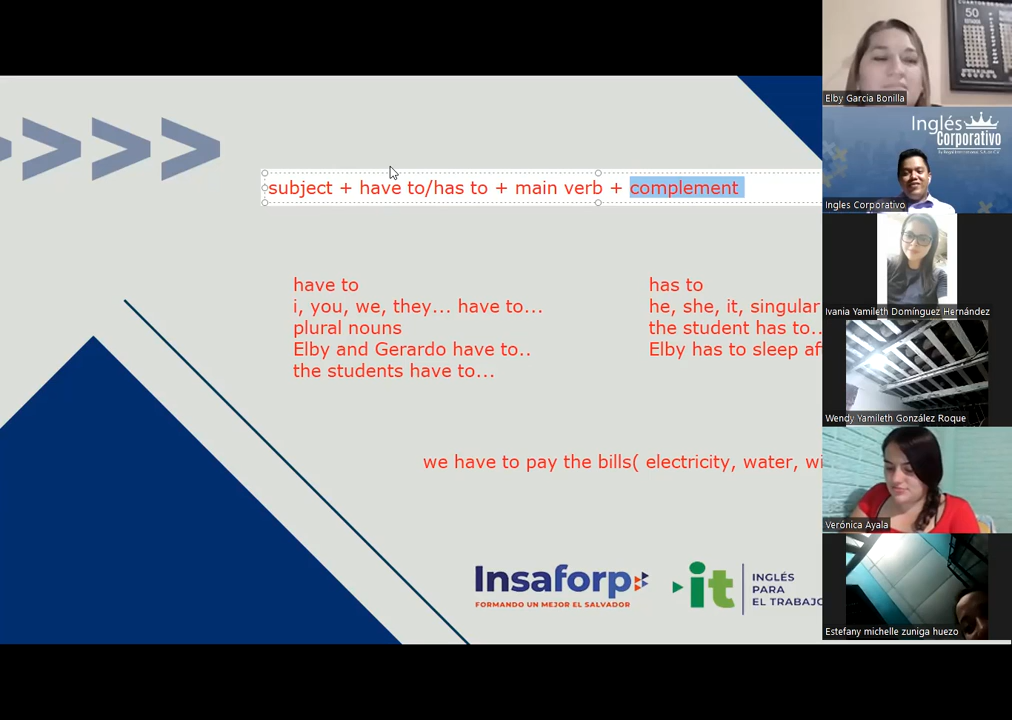 subject + have to/has to + main verb + complement
have to
i, you, we, they... have to...
plural nouns
Elby and Gerardo have to..
the students have to...
has to
he, she, it, singular
the student has to..
Elby has to sleep
we have to pay the bills( electricity, water,
Insaforp
FORMANDO UN MEJOR EL SALVADOR
it
INGLÉS
PARA
EL TRABAJO
50
Elby Garcia Bonilla
Inglés
Corporativo
Ingles Corporativo
Ivania Yamileth Domínguez Hernández
Wendy Yamileth González Roque
Verónica Ayala
Estefany michelle zuniga huezo